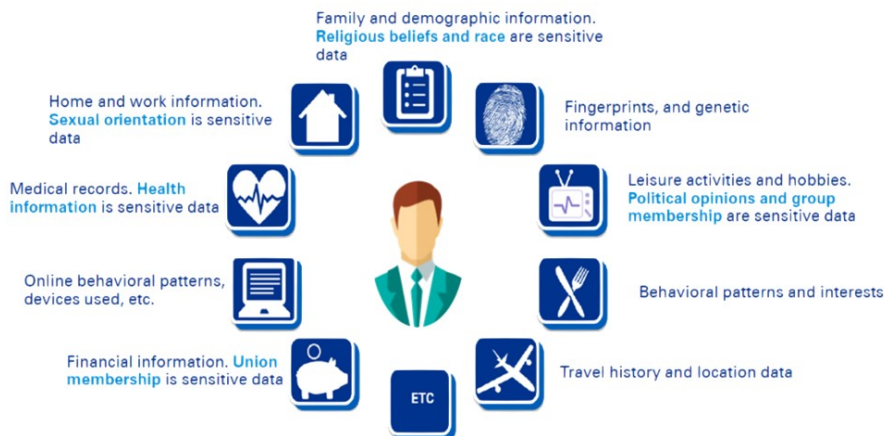 Family and demographic information.
Religious beliefs and race are sensitive
data
Home and work information.
Sexual orientation is sensitive
data
Fingerprints, and genetic
information
Medical records. Health
information is sensitive data
Leisure activities and hobbies.
Political opinions and group
membership are sensitive data
Online behavioral patterns,
devices used, etc.
Behavioral patterns and interests
Financial information. Union
membership is sensitive data
Travel history and location data
ETC